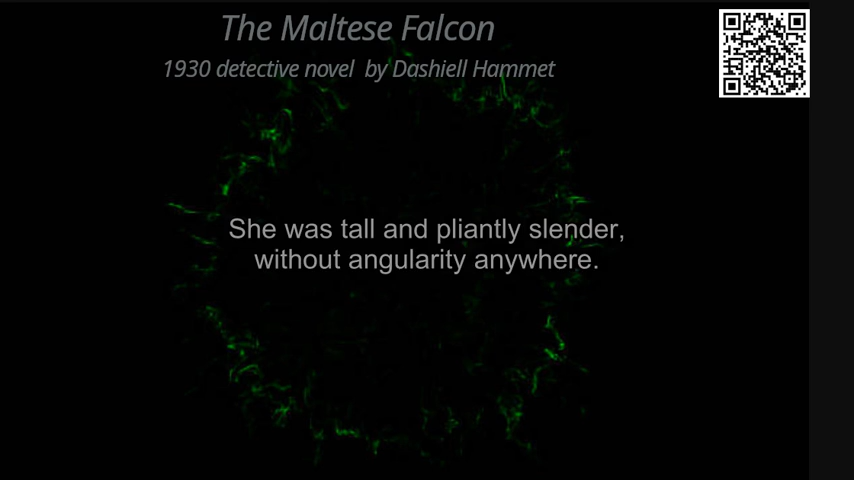 The Maltese Falcon
1930 detective novel by Dashiell Hammet
She was tall and pliantly slender,
without angularity anywhere.